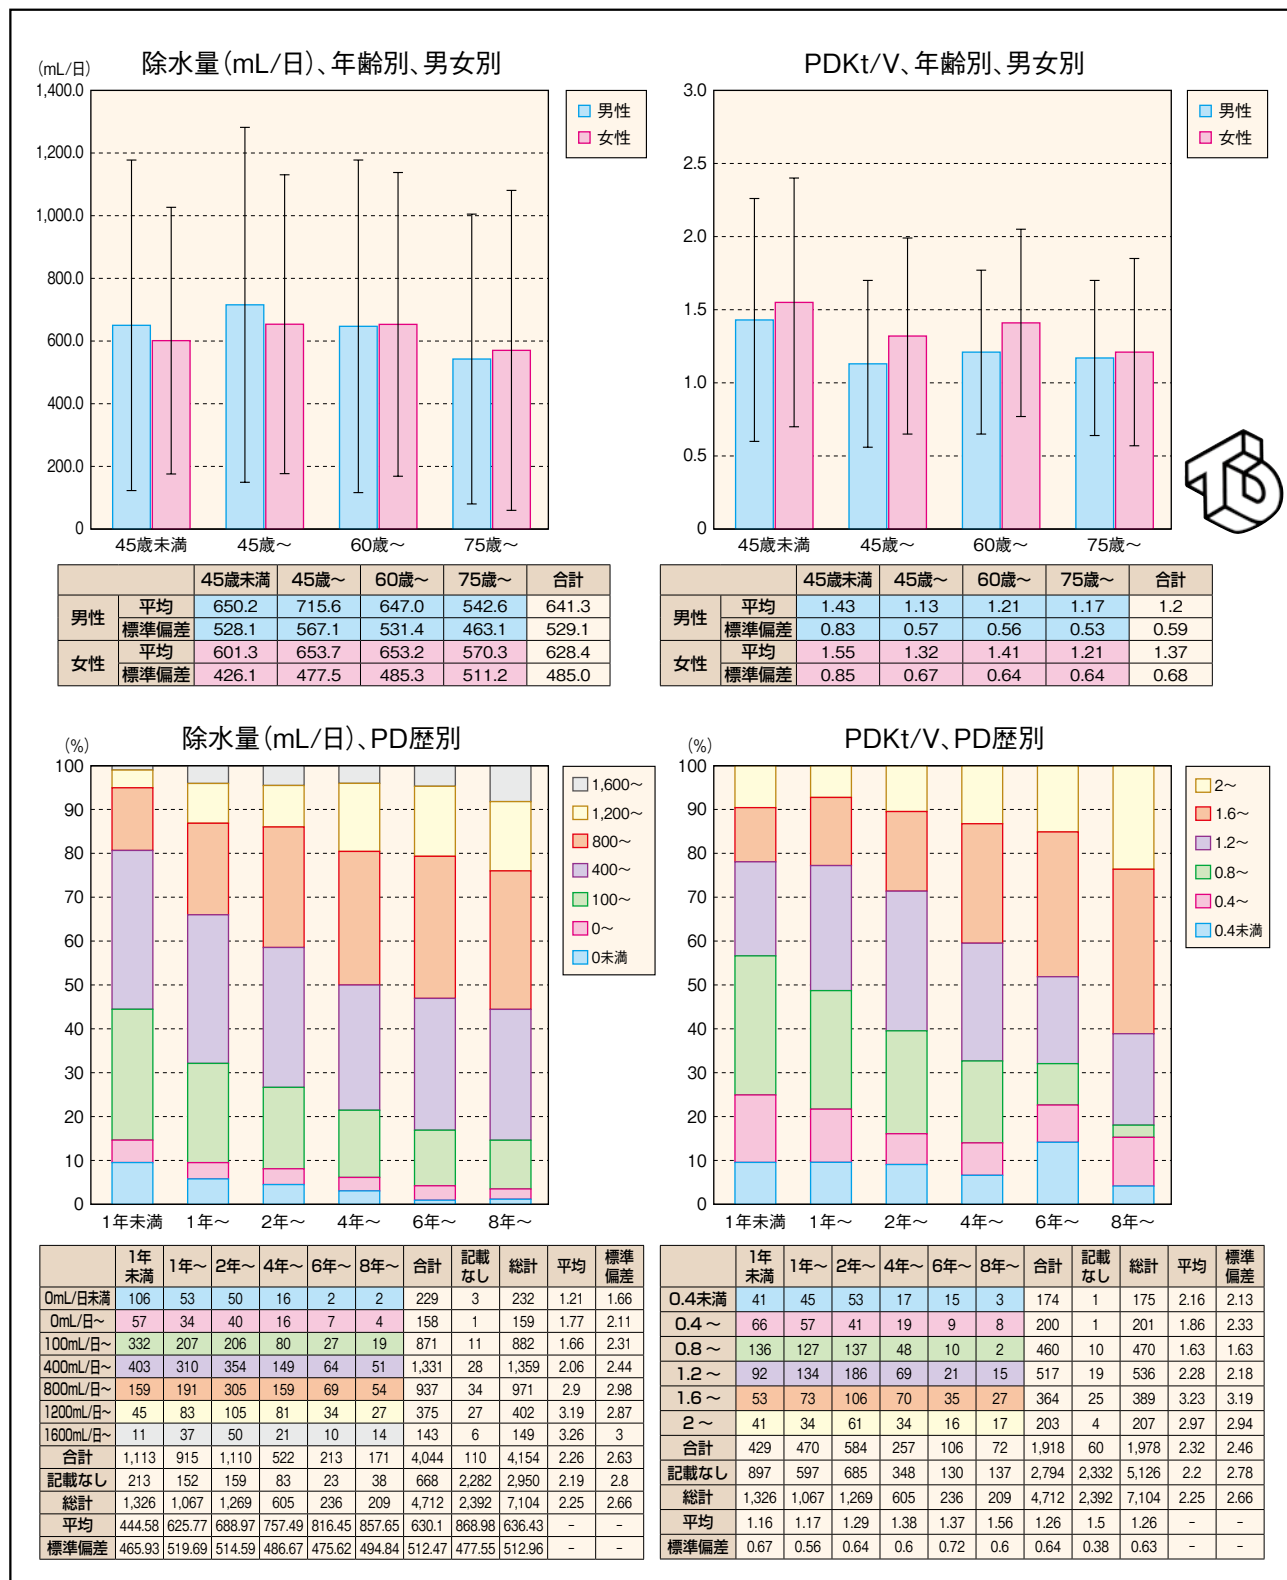 除水量(mL/日)、年齢別、男女別
(mL/日)
1,400.0
1,200.0
1,000.0
800.0
600.0
400.0
200.0
0
45歳未満 45歳〜 60歳〜 75歳〜
男性
女性
45歳未満 45歳〜 60歳〜 75歳〜 合計
男性 平均 650.2 715.6 647.0 542.6 641.3
標準偏差 528.1 567.1 531.4 463.1 529.1
女性 平均 601.3 653.7 653.2 570.3 628.4
標準偏差 426.1 477.5 485.3 511.2 485.0
PDKt/V、年齢別、男女別
3.0
2.5
2.0
1.5
1.0
0.5
0
45歳未満 45歳〜 60歳〜 75歳〜
男性
女性
45歳未満 45歳〜 60歳〜 75歳〜 合計
男性 平均 1.43 1.13 1.21 1.17 1.2
標準偏差 0.83 0.57 0.56 0.53 0.59
女性 平均 1.55 1.32 1.41 1.21 1.37
標準偏差 0.85 0.67 0.64 0.64 0.68
除水量(mL/日)、PD歴別
(%)
100
90
80
70
60
50
40
30
20
10
0
1年未満 1年〜 2年〜 4年〜 6年〜 8年〜
1,600〜
1,200〜
800〜
400〜
100〜
0〜
0未満
1年未満 1年〜 2年〜 4年〜 6年〜 8年〜 合計 記載なし 総計 平均 標準偏差
0mL/日未満 106 53 50 16 2 2 229 3 232 1.21 1.66
0mL/日〜 57 34 40 16 7 4 158 1 159 1.77 2.11
100mL/日〜 332 207 206 80 27 19 871 11 882 1.66 2.31
400mL/日〜 403 310 354 149 64 51 1,331 28 1,359 2.06 2.44
800mL/日〜 159 191 305 159 69 54 937 34 971 2.9 2.98
1200mL/日〜 45 83 105 81 34 27 375 27 402 3.19 2.87
1600mL/日〜 11 37 50 21 10 14 143 6 149 3.26 3
合計 1,113 915 1,110 522 213 171 4,044 110 4,154 2.26 2.63
記載なし 213 152 159 83 23 38 668 2,282 2,950 2.19 2.8
総計 1,326 1,067 1,269 605 236 209 4,712 2,392 7,104 2.25 2.66
平均 444.58 625.77 688.97 757.49 816.45 857.65 630.1 868.98 636.43 − −
標準偏差 465.93 519.69 514.59 486.67 475.62 494.84 512.47 477.55 512.96 − −
PDKt/V、PD歴別
(%)
100
90
80
70
60
50
40
30
20
10
0
1年未満 1年〜 2年〜 4年〜 6年〜 8年〜
2〜
1.6〜
1.2〜
0.8〜
0.4〜
0.4未満
1年未満 1年〜 2年〜 4年〜 6年〜 8年〜 合計 記載なし 総計 平均 標準偏差
0.4未満 41 45 53 17 15 3 174 1 175 2.16 2.13
0.4〜 66 57 41 19 9 8 200 1 201 1.86 2.33
0.8〜 136 127 137 48 10 2 460 10 470 1.63 1.63
1.2〜 92 134 186 69 21 15 517 19 536 2.28 2.18
1.6〜 53 73 106 70 35 27 364 25 389 3.23 3.19
2〜 41 34 61 34 16 17 203 4 207 2.97 2.94
合計 429 470 584 257 106 72 1,918 60 1,978 2.32 2.46
記載なし 897 597 685 348 130 137 2,794 2,332 5,126 2.2 2.78
総計 1,326 1,067 1,269 605 236 209 4,712 2,392 7,104 2.25 2.66
平均 1.16 1.17 1.29 1.38 1.37 1.56 1.26 1.5 1.26 − −
標準偏差 0.67 0.56 0.64 0.6 0.72 0.6 0.64 0.38 0.63 − −